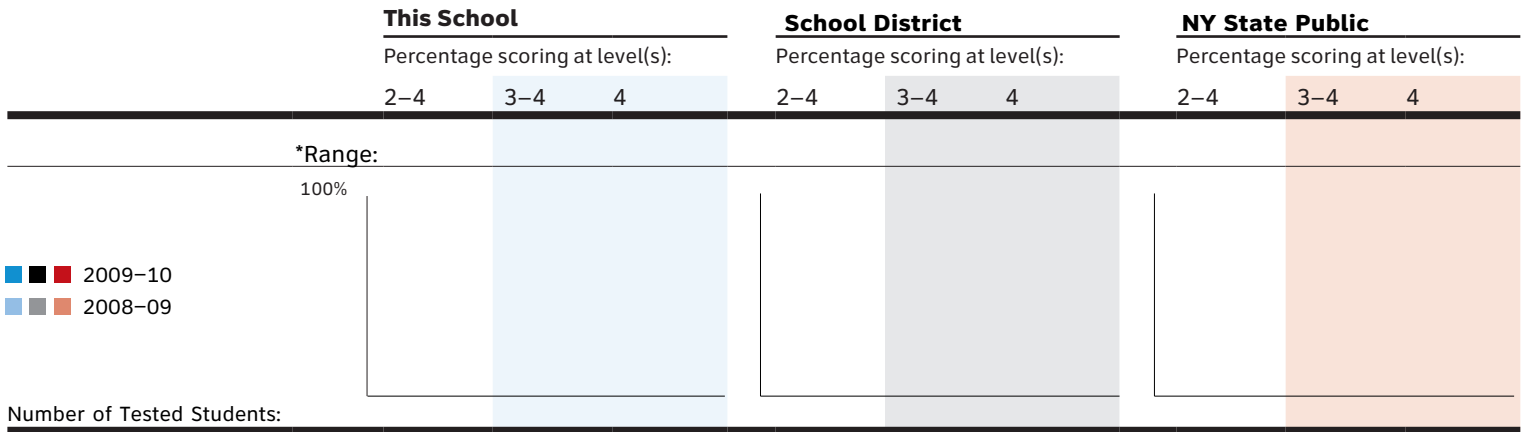 This School School District NY State Public
Percentage scoring at level(s): Percentage scoring at level(s): Percentage scoring at level(s):
2–4 3–4 4 2–4 3–4 4 2–4 3–4 4
*Range:
100%
2009–10
2008–09
Number of Tested Students: